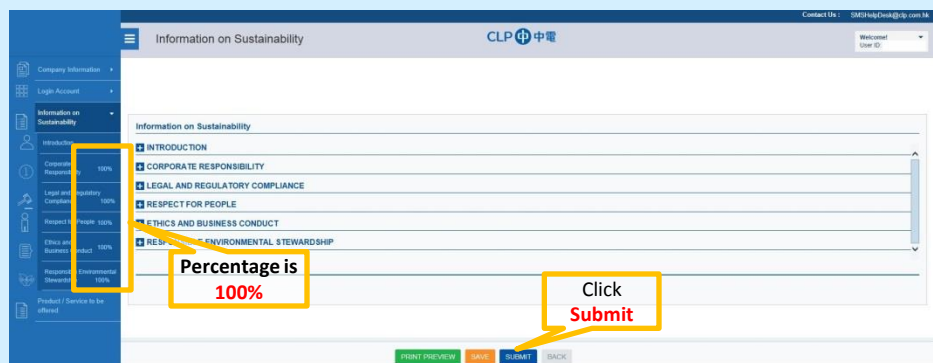 Contact Us : SMSHelpDesk@clp.com.hk
Information on Sustainability
CLP 中電
Welcome!
User ID:
Company Information
Login Account
Information on
Sustainability
Introduction
Corporate
Responsibility 100%
Legal and Regulatory
Compliance 100%
Respect for People 100%
Ethics and
Business Conduct 100%
Responsible Environmental
Stewardship 100%
Product / Service to be
offered
Information on Sustainability
INTRODUCTION
CORPORATE RESPONSIBILITY
LEGAL AND REGULATORY COMPLIANCE
RESPECT FOR PEOPLE
ETHICS AND BUSINESS CONDUCT
RESPONSIBLE ENVIRONMENTAL STEWARDSHIP
Percentage is
100%
Click
Submit
PRINT PREVIEW SAVE SUBMIT BACK